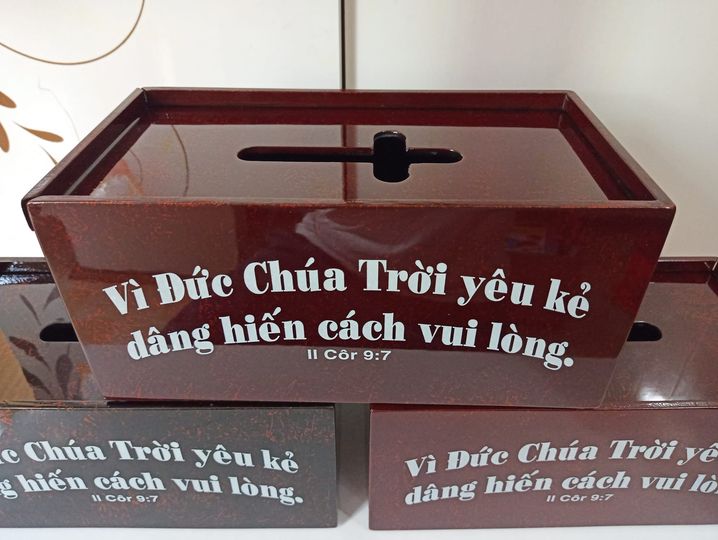 Vì Đức Chúa Trời yêu kẻ
dâng hiến cách vui lòng.
II Côr 9:7
Chúa Trời yêu kẻ
hiến cách vui lòng.
II Côr 9:7
Vì Đức Chúa Trời
dâng hiến cách vui
II Côr 9:7